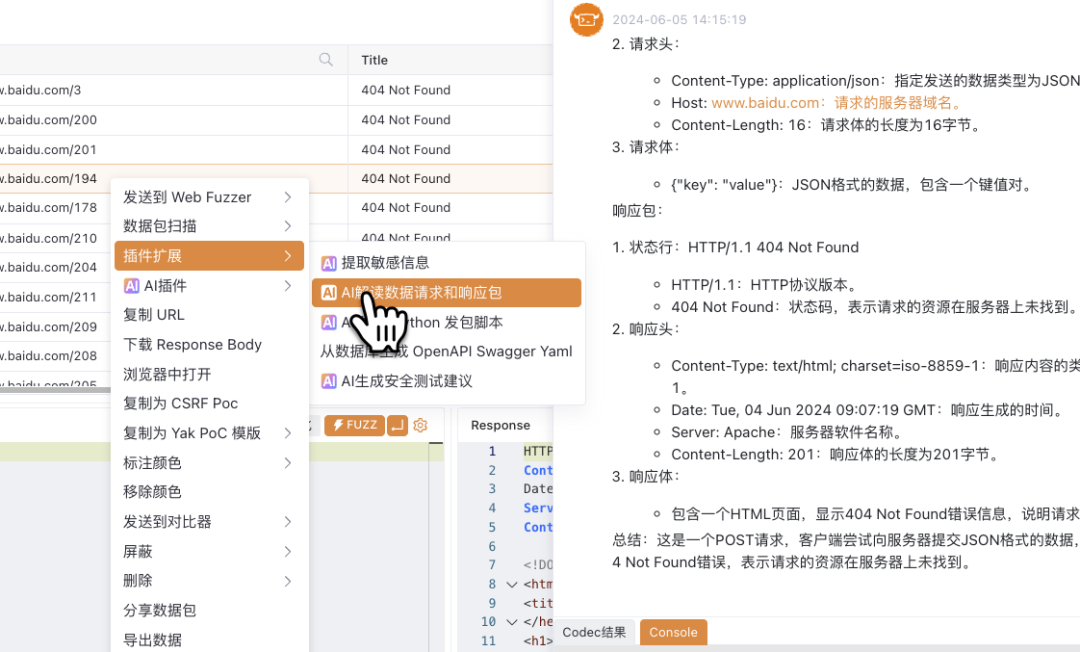 Title
w.baidu.com/3
404 Not Found
w.baidu.com/200
404 Not Found
w.baidu.com/201
404 Not Found
w.baidu.com/194
404 Not Found
w.baidu.com/178
404 Not Found
w.baidu.com/210
404 Not Found
w.baidu.com/204
w.baidu.com/211
w.baidu.com/209
w.baidu.com/208
w.baidu.com/205
发送到 Web Fuzzer
数据包扫描
插件扩展
AI AI插件
复制 URL
下载 Response Body
浏览器中打开
复制为 CSRF Poc
复制为 Yak PoC 模版
标注颜色
移除颜色
发送到对比器
屏蔽
删除
分享数据包
导出数据
AI 提取敏感信息
AI AI解读数据请求和响应包
AI thon 发包脚本
从数据库生成 OpenAPI Swagger Yaml
AI AI生成安全测试建议
FUZZ
Response
1 HTTP
2 Cont
3 Date
4 Serv
5 Cont
6
7 <!DO
8 <htm
9 <tit
10 </he
11 <h1>
2024-06-05 14:15:19
2. 请求头：
Content-Type: application/json：指定发送的数据类型为JSON
Host: www.baidu.com：请求的服务器域名。
Content-Length: 16：请求体的长度为16字节。
3. 请求体：
{"key": "value"}：JSON格式的数据，包含一个键值对。
响应包：
1. 状态行：HTTP/1.1 404 Not Found
HTTP/1.1：HTTP协议版本。
404 Not Found：状态码，表示请求的资源在服务器上未找到。
2. 响应头：
Content-Type: text/html; charset=iso-8859-1：响应内容的类
1。
Date: Tue, 04 Jun 2024 09:07:19 GMT：响应生成的时间。
Server: Apache：服务器软件名称。
Content-Length: 201：响应体的长度为201字节。
3. 响应体：
包含一个HTML页面，显示404 Not Found错误信息，说明请求
总结：这是一个POST请求，客户端尝试向服务器提交JSON格式的数据，
4 Not Found错误，表示请求的资源在服务器上未找到。
Codec结果
Console